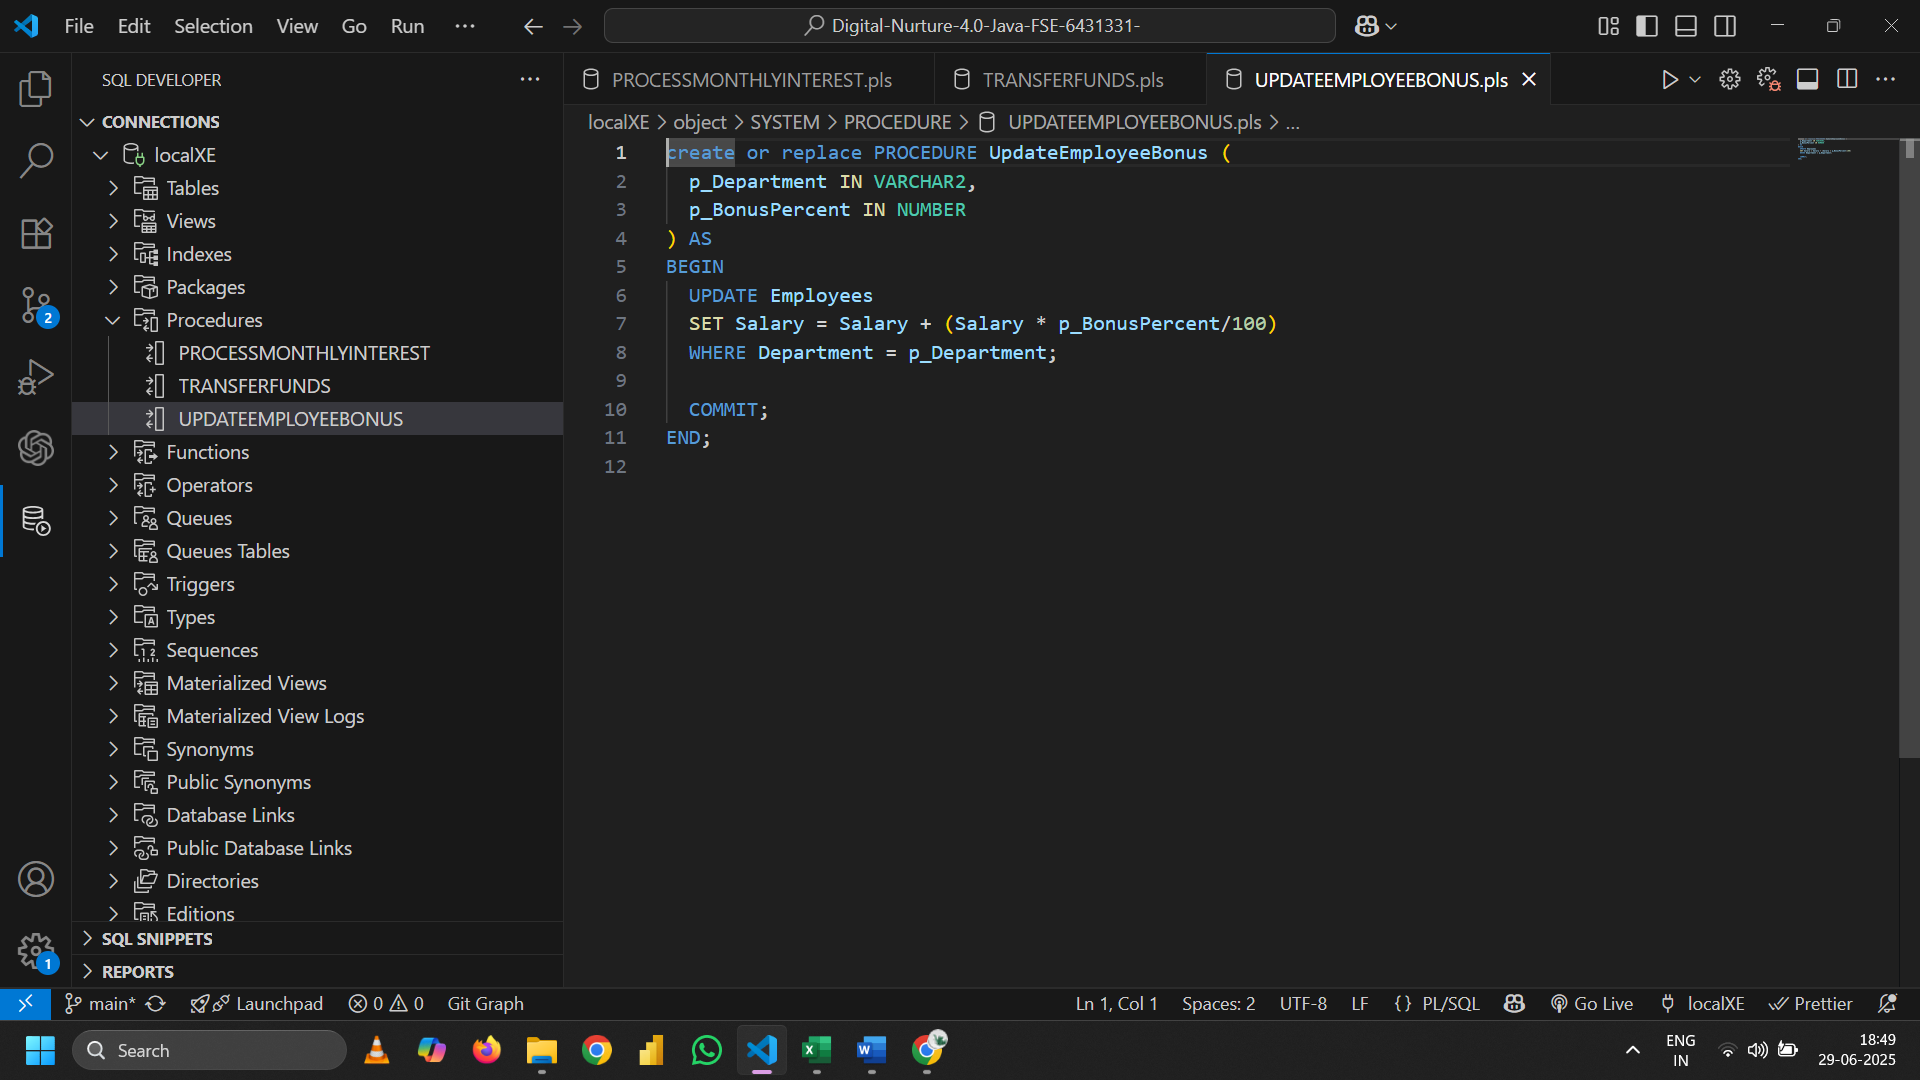 File Edit Selection View Go Run ...
Digital-Nurture-4.0-Java-FSE-6431331-
SQL DEVELOPER
CONNECTIONS
localXE
Tables
Views
Indexes
Packages
Procedures
PROCESSMONTHLYINTEREST
TRANSFERFUNDS
UPDATEEMPLOYEEBONUS
Functions
Operators
Queues
Queues Tables
Triggers
Types
Sequences
Materialized Views
Materialized View Logs
Synonyms
Public Synonyms
Database Links
Public Database Links
Directories
Editions
SQL SNIPPETS
REPORTS
2
1
PROCESSMONTHLYINTEREST.pls TRANSFERFUNDS.pls UPDATEEMPLOYEEBONUS.pls
localXE > object > SYSTEM > PROCEDURE > UPDATEEMPLOYEEBONUS.pls > ...
1 create or replace PROCEDURE UpdateEmployeeBonus (
2 p_Department IN VARCHAR2,
3 p_BonusPercent IN NUMBER
4 ) AS
5 BEGIN
6 UPDATE Employees
7 SET Salary = Salary + (Salary * p_BonusPercent/100)
8 WHERE Department = p_Department;
9
10 COMMIT;
11 END;
12
main* Launchpad 0 0 Git Graph Ln 1, Col 1 Spaces: 2 UTF-8 LF {} PL/SQL Go Live localXE Prettier
Search
ENG
IN
18:49
29-06-2025